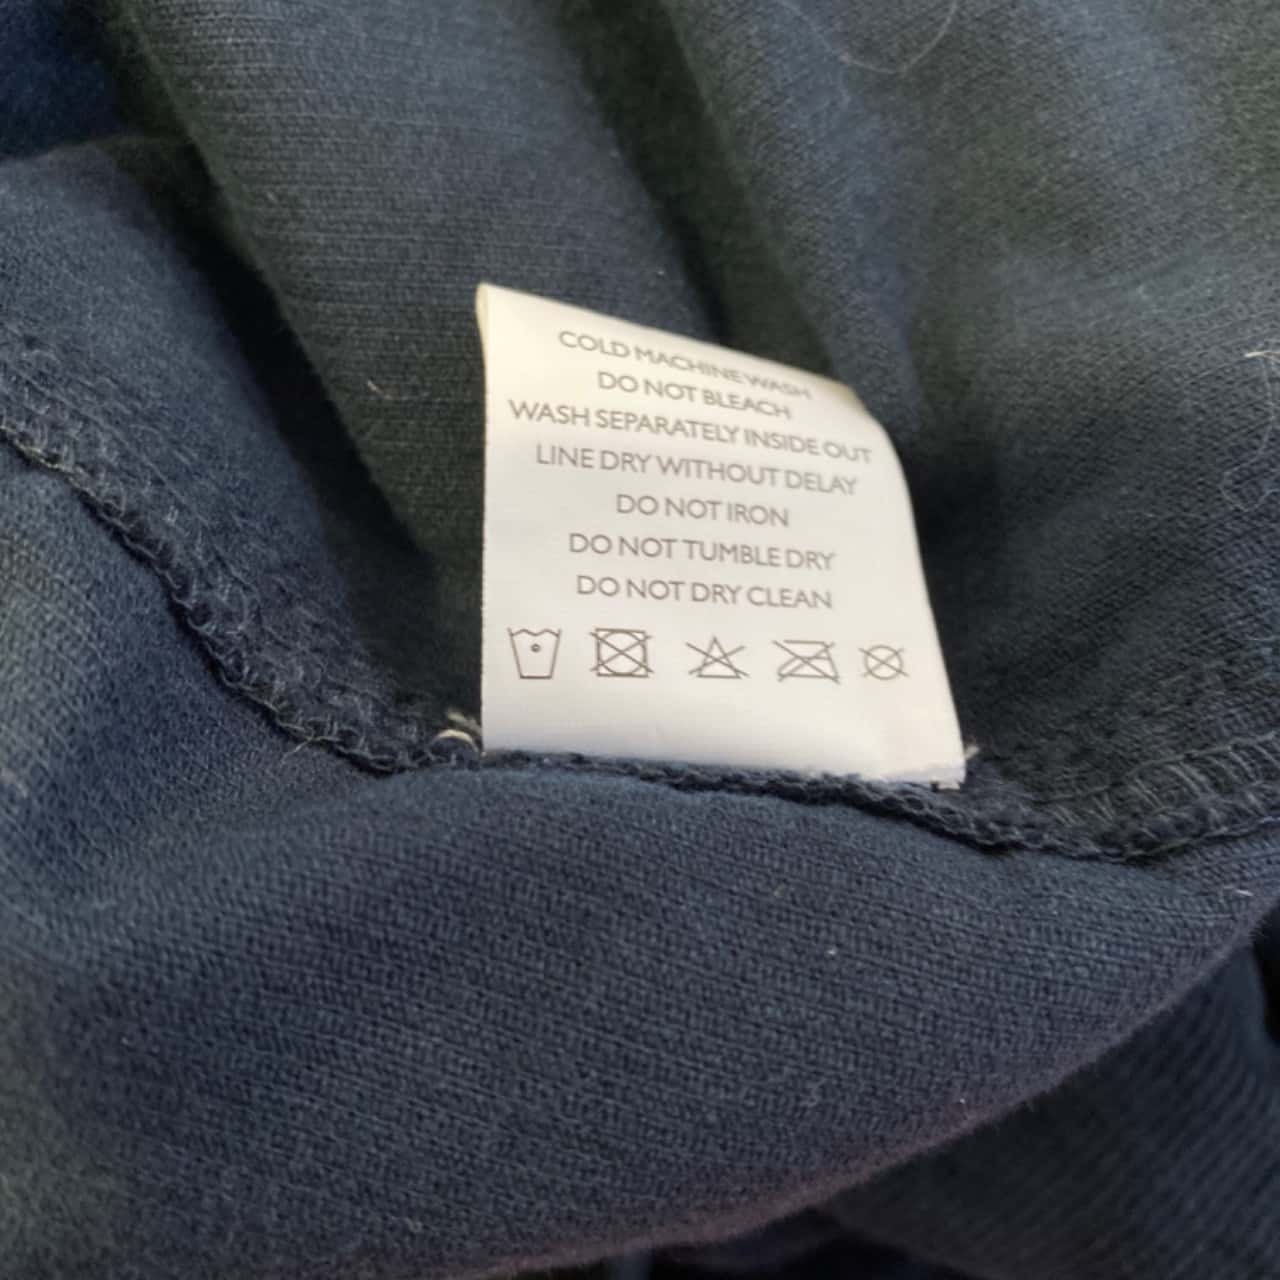 COLD MACHINE WASH
DO NOT BLEACH
WASH SEPARATELY INSIDE OUT
LINE DRY WITHOUT DELAY
DO NOT IRON
DO NOT TUMBLE DRY
DO NOT DRY CLEAN